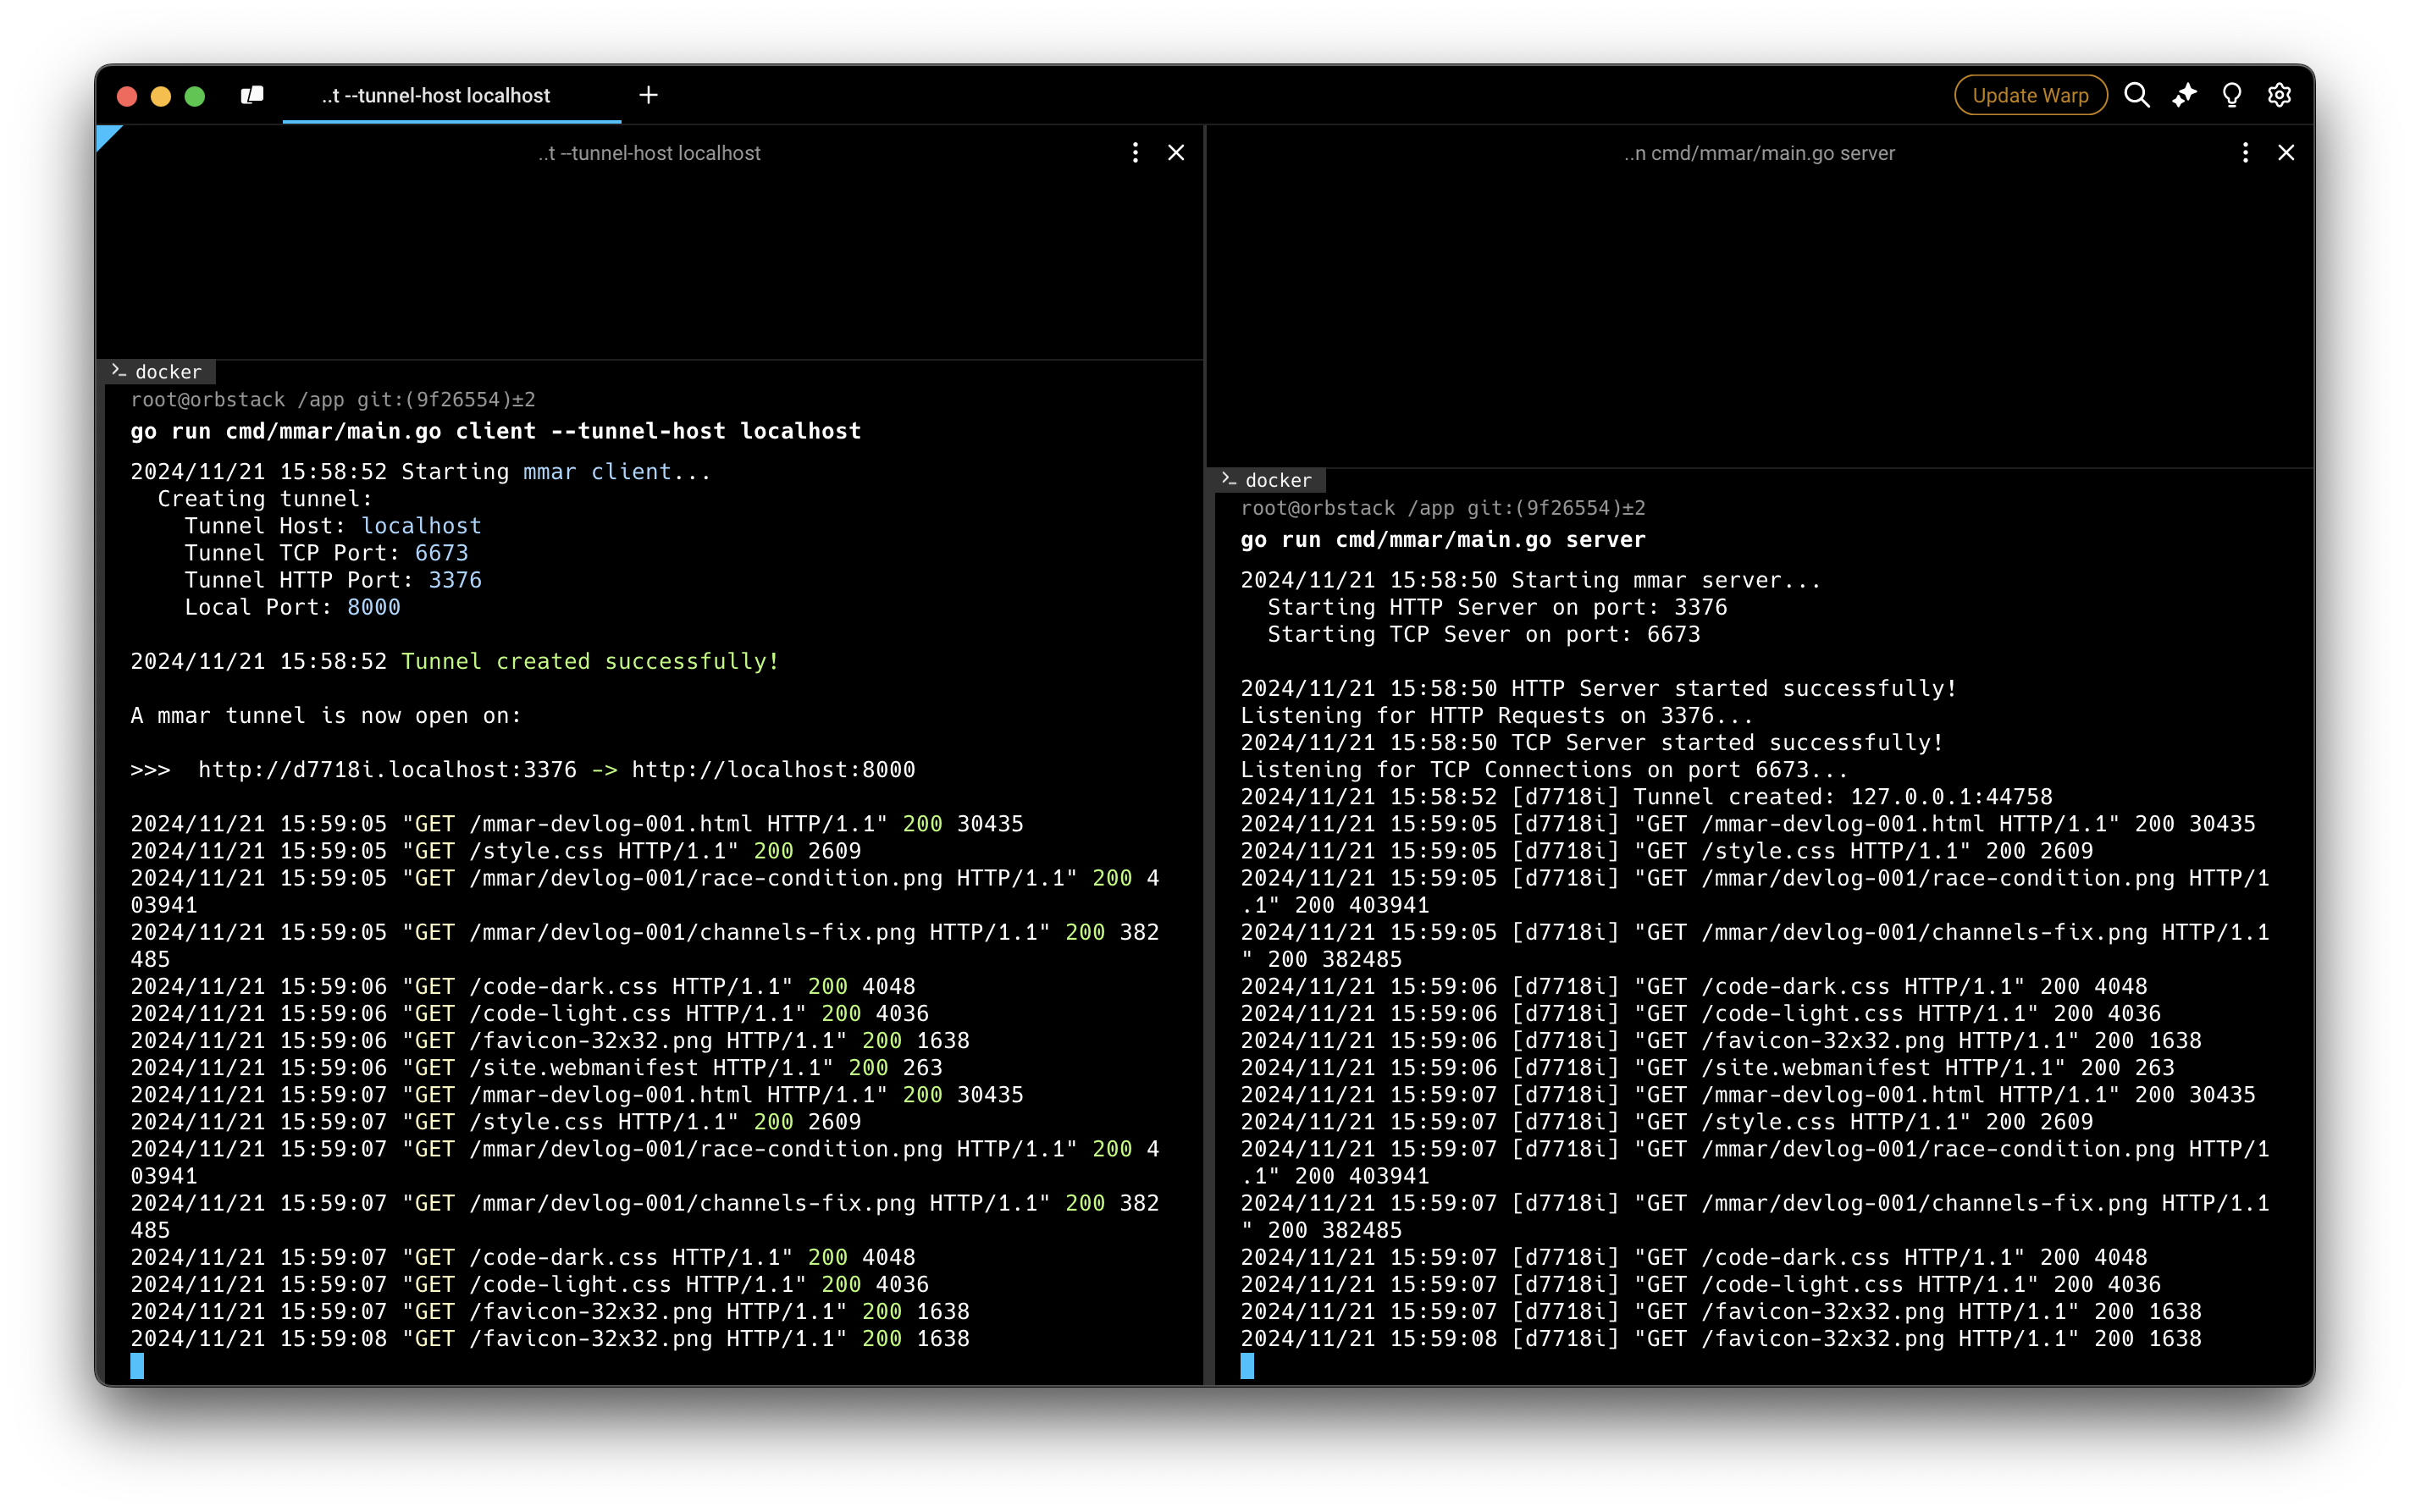 ..t --tunnel-host localhost
Update Warp
..t --tunnel-host localhost
docker
root@orbstack /app git:(9f26554)±2
go run cmd/mmar/main.go client --tunnel-host localhost
2024/11/21 15:58:52 Starting mmar client...
Creating tunnel:
Tunnel Host: localhost
Tunnel TCP Port: 6673
Tunnel HTTP Port: 3376
Local Port: 8000
2024/11/21 15:58:52 Tunnel created successfully!
A mmar tunnel is now open on:
>>>  http://d7718i.localhost:3376 -> http://localhost:8000
2024/11/21 15:59:05 "GET /mmar-devlog-001.html HTTP/1.1" 200 30435
2024/11/21 15:59:05 "GET /style.css HTTP/1.1" 200 2609
2024/11/21 15:59:05 "GET /mmar/devlog-001/race-condition.png HTTP/1.1" 200 4
03941
2024/11/21 15:59:05 "GET /mmar/devlog-001/channels-fix.png HTTP/1.1" 200 382
485
2024/11/21 15:59:06 "GET /code-dark.css HTTP/1.1" 200 4048
2024/11/21 15:59:06 "GET /code-light.css HTTP/1.1" 200 4036
2024/11/21 15:59:06 "GET /favicon-32x32.png HTTP/1.1" 200 1638
2024/11/21 15:59:06 "GET /site.webmanifest HTTP/1.1" 200 263
2024/11/21 15:59:07 "GET /mmar-devlog-001.html HTTP/1.1" 200 30435
2024/11/21 15:59:07 "GET /style.css HTTP/1.1" 200 2609
2024/11/21 15:59:07 "GET /mmar/devlog-001/race-condition.png HTTP/1.1" 200 4
03941
2024/11/21 15:59:07 "GET /mmar/devlog-001/channels-fix.png HTTP/1.1" 200 382
485
2024/11/21 15:59:07 "GET /code-dark.css HTTP/1.1" 200 4048
2024/11/21 15:59:07 "GET /code-light.css HTTP/1.1" 200 4036
2024/11/21 15:59:07 "GET /favicon-32x32.png HTTP/1.1" 200 1638
2024/11/21 15:59:08 "GET /favicon-32x32.png HTTP/1.1" 200 1638
..n cmd/mmar/main.go server
docker
root@orbstack /app git:(9f26554)±2
go run cmd/mmar/main.go server
2024/11/21 15:58:50 Starting mmar server...
Starting HTTP Server on port: 3376
Starting TCP Sever on port: 6673
2024/11/21 15:58:50 HTTP Server started successfully!
Listening for HTTP Requests on 3376...
2024/11/21 15:58:50 TCP Server started successfully!
Listening for TCP Connections on port 6673...
2024/11/21 15:58:52 [d7718i] Tunnel created: 127.0.0.1:44758
2024/11/21 15:59:05 [d7718i] "GET /mmar-devlog-001.html HTTP/1.1" 200 30435
2024/11/21 15:59:05 [d7718i] "GET /style.css HTTP/1.1" 200 2609
2024/11/21 15:59:05 [d7718i] "GET /mmar/devlog-001/race-condition.png HTTP/1
.1" 200 403941
2024/11/21 15:59:05 [d7718i] "GET /mmar/devlog-001/channels-fix.png HTTP/1.1
" 200 382485
2024/11/21 15:59:06 [d7718i] "GET /code-dark.css HTTP/1.1" 200 4048
2024/11/21 15:59:06 [d7718i] "GET /code-light.css HTTP/1.1" 200 4036
2024/11/21 15:59:06 [d7718i] "GET /favicon-32x32.png HTTP/1.1" 200 1638
2024/11/21 15:59:06 [d7718i] "GET /site.webmanifest HTTP/1.1" 200 263
2024/11/21 15:59:07 [d7718i] "GET /mmar-devlog-001.html HTTP/1.1" 200 30435
2024/11/21 15:59:07 [d7718i] "GET /style.css HTTP/1.1" 200 2609
2024/11/21 15:59:07 [d7718i] "GET /mmar/devlog-001/race-condition.png HTTP/1
.1" 200 403941
2024/11/21 15:59:07 [d7718i] "GET /mmar/devlog-001/channels-fix.png HTTP/1.1
" 200 382485
2024/11/21 15:59:07 [d7718i] "GET /code-dark.css HTTP/1.1" 200 4048
2024/11/21 15:59:07 [d7718i] "GET /code-light.css HTTP/1.1" 200 4036
2024/11/21 15:59:07 [d7718i] "GET /favicon-32x32.png HTTP/1.1" 200 1638
2024/11/21 15:59:08 [d7718i] "GET /favicon-32x32.png HTTP/1.1" 200 1638